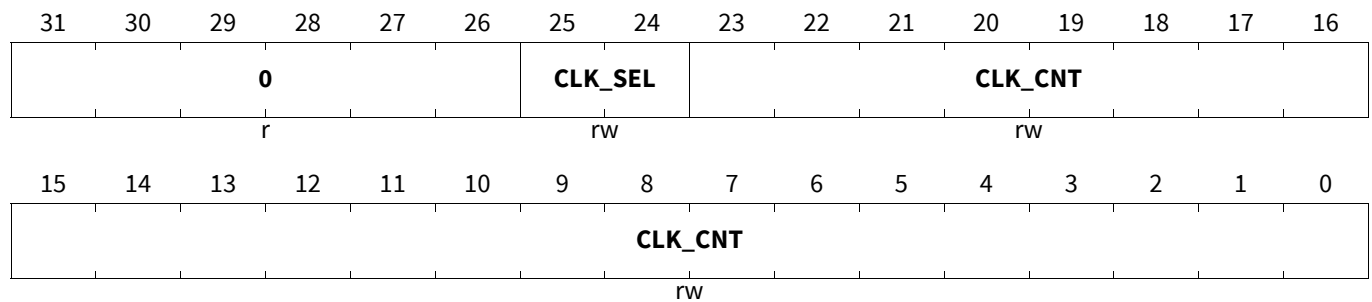 31 30 29 28 27 26 25 24 23 22 21 20 19 18 17 16
0 CLK_SEL CLK_CNT
r rw rw
15 14 13 12 11 10 9 8 7 6 5 4 3 2 1 0
CLK_CNT
rw